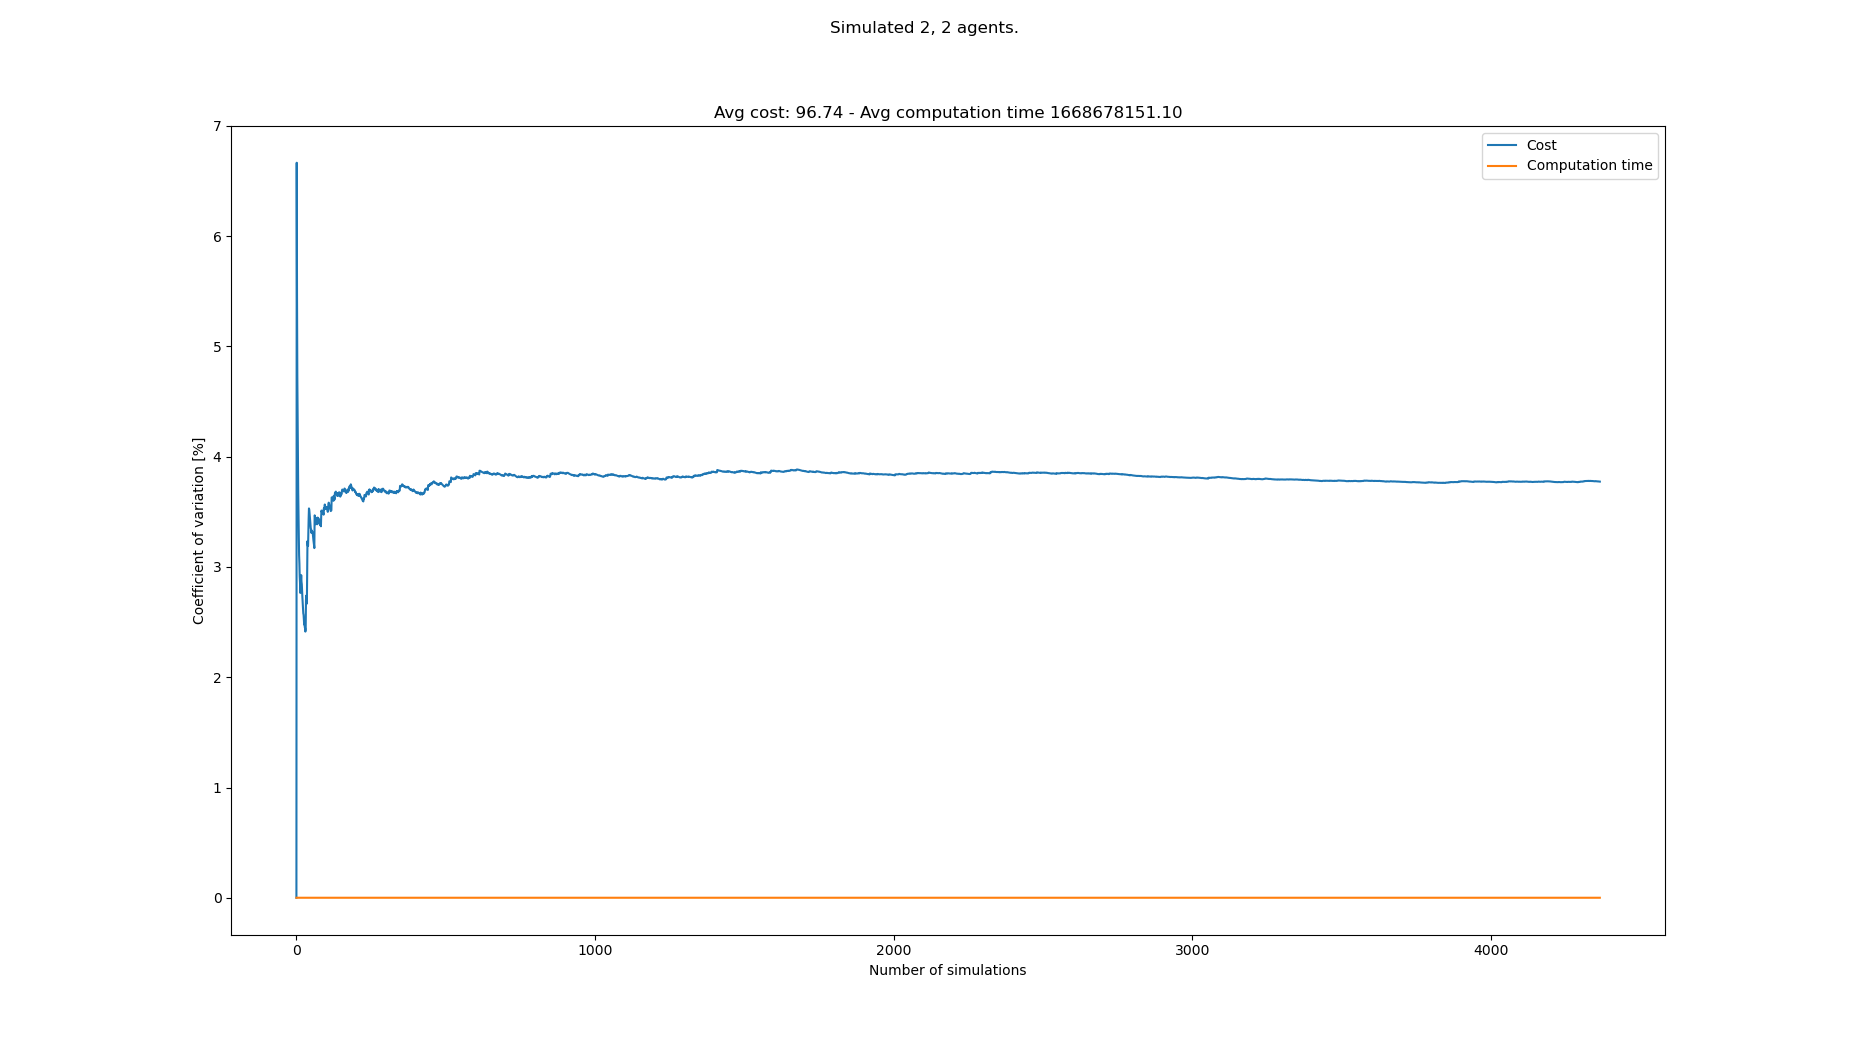 Simulated 2, 2 agents.
Avg cost: 96.74 - Avg computation time 1668678151.10
7
6
5
4
3
2
1
0
Coefficient of variation [%]
Cost
Computation time
0 1000 2000 3000 4000
Number of simulations